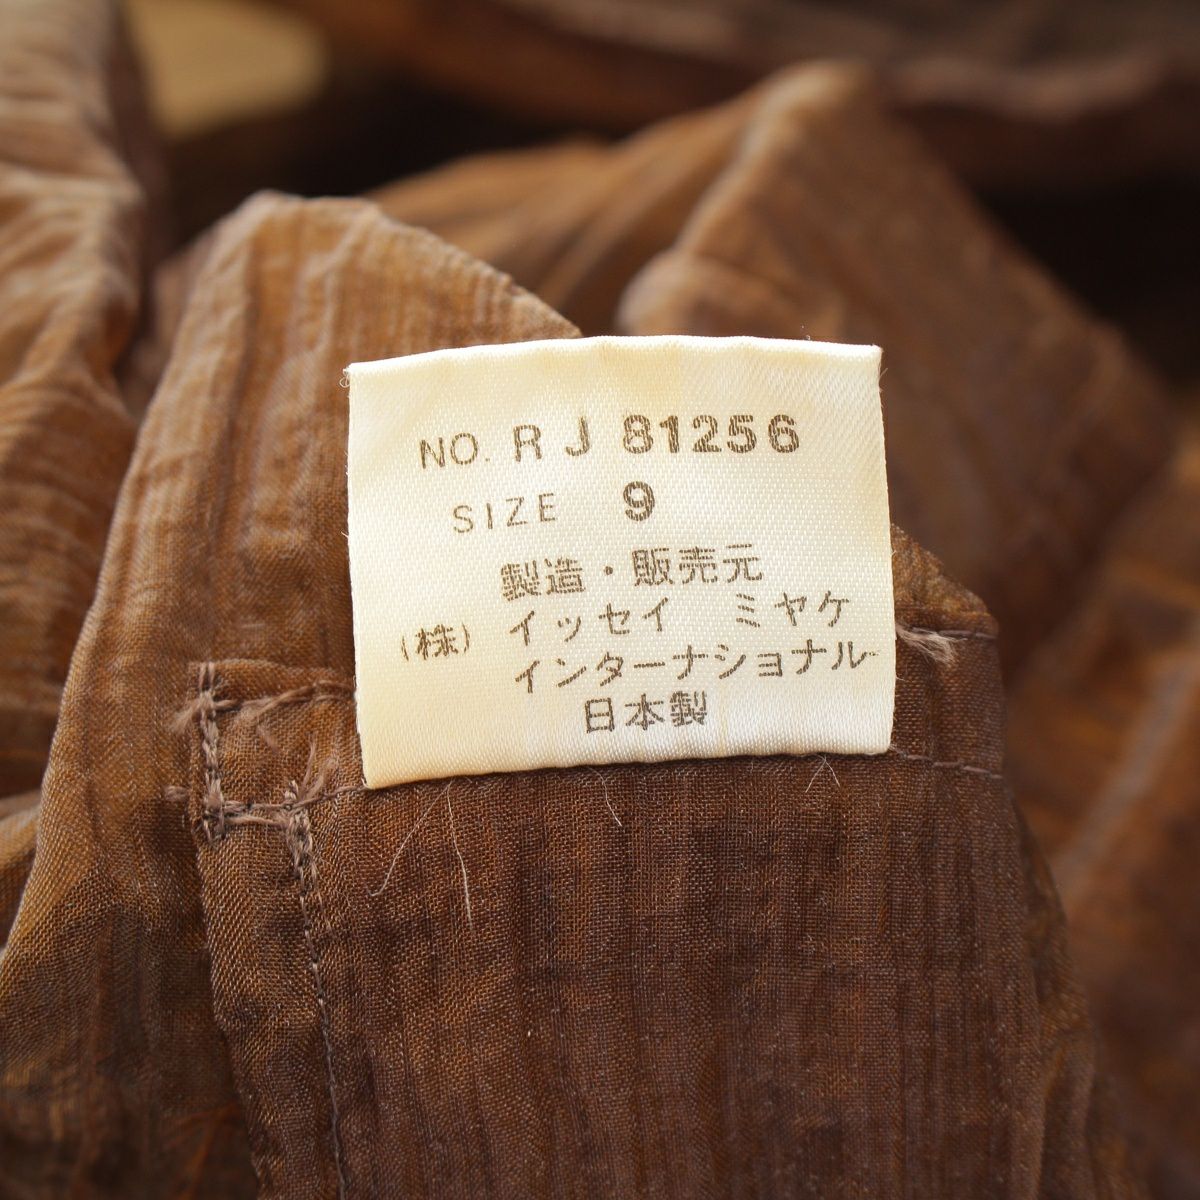 NO. RJ 81256
SIZE 9
製造・販売元
(株) イッセイ ミヤケ
インターナショナル
日本製